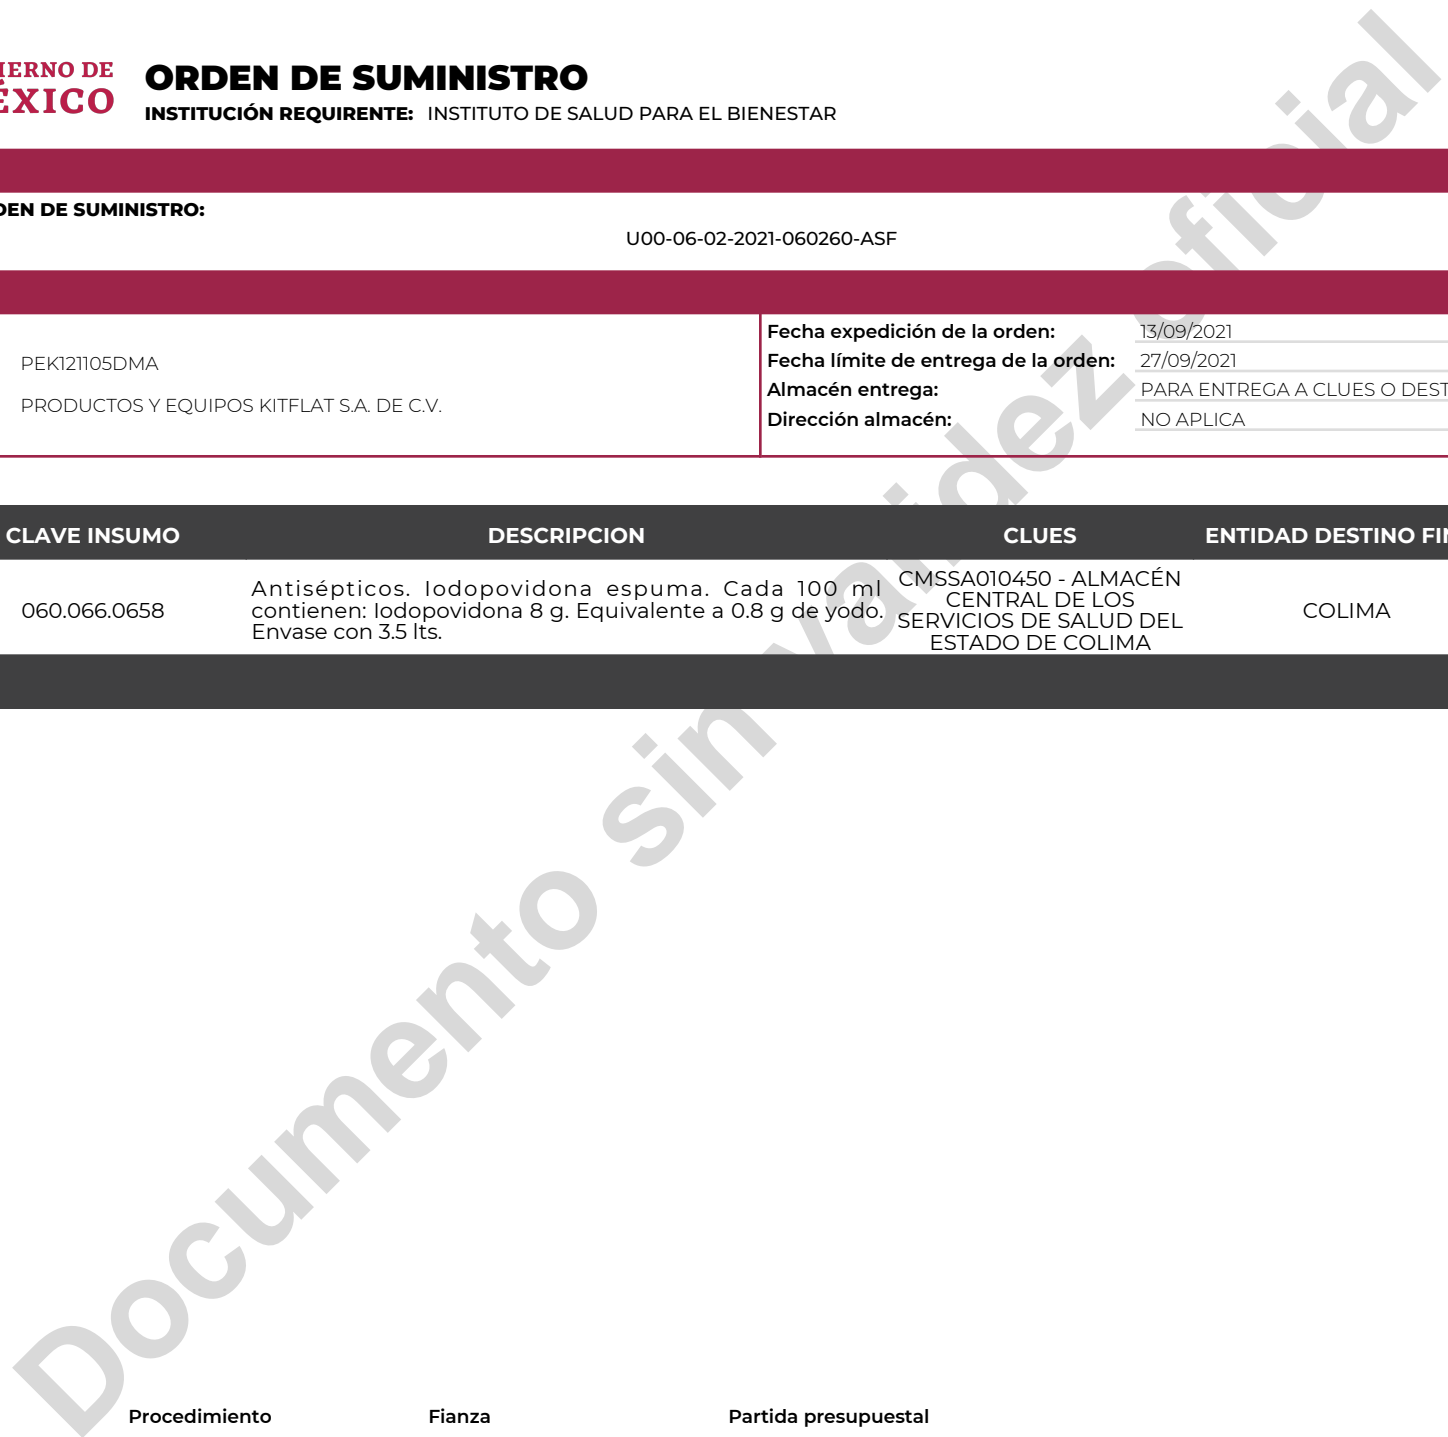 IERNO DE
ÉXICO
ORDEN DE SUMINISTRO
INSTITUCIÓN REQUIRENTE: INSTITUTO DE SALUD PARA EL BIENESTAR
DEN DE SUMINISTRO:
U00-06-02-2021-060260-ASF
PEK121105DMA
PRODUCTOS Y EQUIPOS KITFLAT S.A. DE C.V.
Fecha expedición de la orden: 13/09/2021
Fecha límite de entrega de la orden: 27/09/2021
Almacén entrega: PARA ENTREGA A CLUES O DEST
Dirección almacén: NO APLICA
CLAVE INSUMO DESCRIPCION CLUES ENTIDAD DESTINO FIN
060.066.0658
Antisépticos. Iodopovidona espuma. Cada 100 ml
contienen: Iodopovidona 8 g. Equivalente a 0.8 g de yodo.
Envase con 3.5 lts.
CMSSA010450 - ALMACÉN
CENTRAL DE LOS
SERVICIOS DE SALUD DEL
ESTADO DE COLIMA
COLIMA
Documento sin validez oficial
Procedimiento Fianza Partida presupuestal